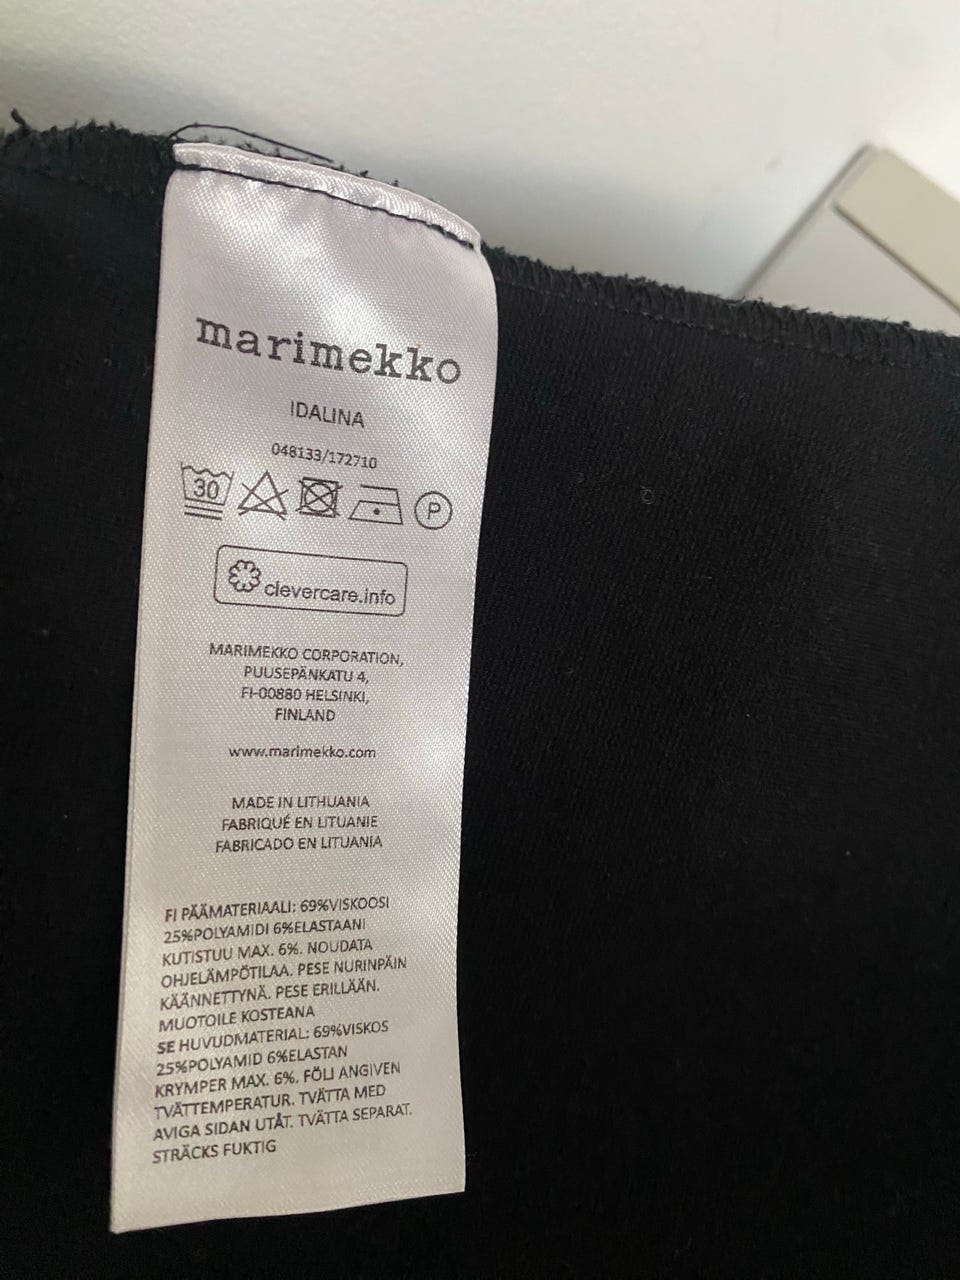 marimekko
IDALINA
048133/172710
30 P
clevercare.info
MARIMEKKO CORPORATION,
PUUSEPÄNKATU 4,
FI-00880 HELSINKI,
FINLAND
www.marimekko.com
MADE IN LITHUANIA
FABRIQUÉ EN LITUANIE
FABRICADO EN LITUANIA
FI PÄÄMATERIAALI: 69%VISKOOSI
25%POLYAMIDI 6%ELASTAANI
KUTISTUU MAX. 6%. NOUDATA
OHJELÄMPÖTILAA. PESE NURINPÄIN
KÄÄNNETTYNÄ. PESE ERILLÄÄN.
MUOTOILE KOSTEANA
SE HUVUDMATERIAL: 69%VISKOS
25%POLYAMID 6%ELASTAN
KRYMPER MAX. 6%. FÖLJ ANGIVEN
TVÄTTEMPERATUR. TVÄTTA MED
AVIGA SIDAN UTÅT. TVÄTTA SEPARAT.
STRÄCKS FUKTIG